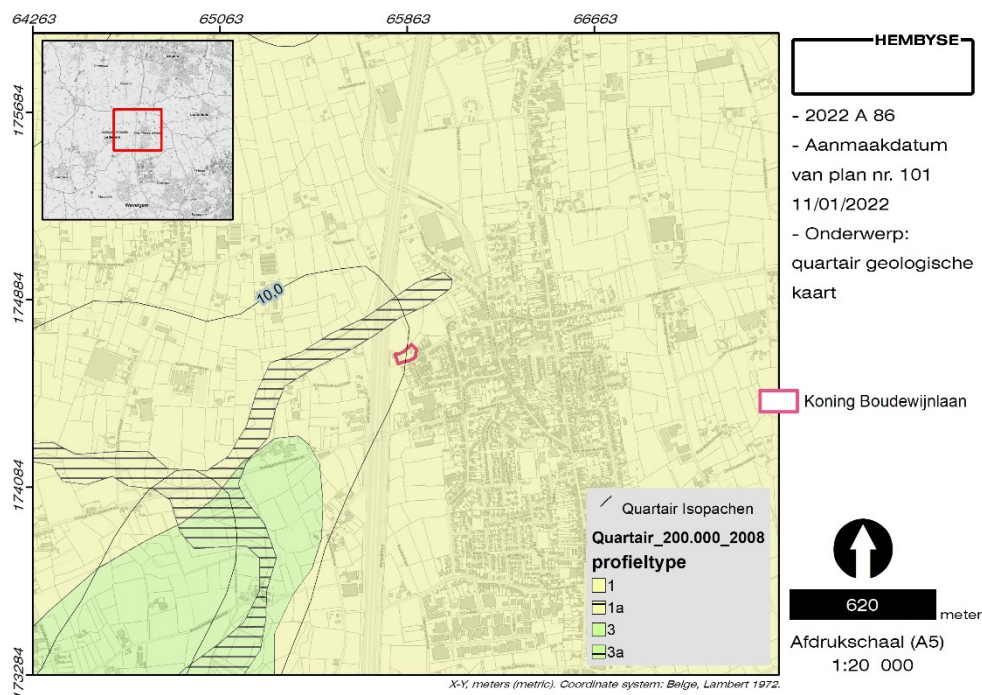 64263 65063 65863 66663
175684
174884
174084
173284
Wevelgem
10,0
HEMBYSE
- 2022 A 86
- Aanmaakdatum
van plan nr. 101
11/01/2022
- Onderwerp:
quartair geologische
kaart
Koning Boudewijnlaan
Quartair Isopachen
Quartair_200.000_2008
profieltype
1
1a
3
3a
620 meter
Afdrukschaal (A5)
1:20 000
X-Y, meters (metric). Coordinate system: Belge, Lambert 1972.